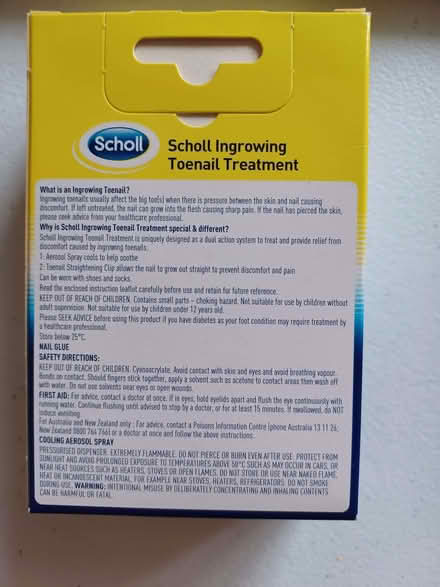 Scholl
Scholl Ingrowing
Toenail Treatment
What is an Ingrowing Toenail?
Ingrowing toenails usually affect the big toe(s) when there is pressure between the skin and nail causing
discomfort. If left untreated, the nail can grow into the flesh causing sharp pain. If the nail has pierced the skin,
please seek advice from your healthcare professional.
Why is Scholl Ingrowing Toenail Treatment special & different?
Scholl Ingrowing Toenail Treatment is uniquely designed as a dual action system to treat and provide relief from
discomfort caused by ingrowing toenails.
1: Aerosol Spray cools to help soothe
2: Toenail Straightening Clip allows the nail to grow out straight to prevent discomfort and pain
Can be worn with shoes and socks.
Read the enclosed instruction leaflet carefully before use and retain for future reference.
KEEP OUT OF REACH OF CHILDREN. Contains small parts – choking hazard. Not suitable for use by children without
adult supervision. Not suitable for use by children under 12 years old.
Please SEEK ADVICE before using this product if you have diabetes as your foot condition may require treatment by
a healthcare professional.
Store below 25°C.
NAIL GLUE
SAFETY DIRECTIONS:
KEEP OUT OF REACH OF CHILDREN. Cyanoacrylate. Avoid contact with skin and eyes and avoid breathing vapour.
Bonds on contact. Should fingers stick together, apply a solvent such as acetone to contact areas then wash off
with water. Do not use solvents near eyes or open wounds.
FIRST AID: For advice, contact a doctor at once. If in eyes, hold eyelids apart and flush the eye continuously with
running water. Continue flushing until advised to stop by a doctor, or for at least 15 minutes. If swallowed, do NOT
induce vomiting.
For Australia and New Zealand only : For advice, contact a Poisons Information Centre (phone Australia 13 11 26,
New Zealand 0800 764 766) or a doctor at once and follow the above instructions.
COOLING AEROSOL SPRAY
PRESSURISED DISPENSER. EXTREMELY FLAMMABLE. DO NOT PIERCE OR BURN EVEN AFTER USE. PROTECT FROM
SUNLIGHT AND AVOID PROLONGED EXPOSURE TO TEMPERATURES ABOVE 50°C SUCH AS MAY OCCUR IN CARS, OR
NEAR HEAT SOURCES SUCH AS HEATERS, STOVES OR OPEN FLAMES. DO NOT STORE OR USE NEAR NAKED FLAME,
HEAT OR INCANDESCENT MATERIAL, FOR EXAMPLE NEAR STOVES, HEATERS, REFRIGERATORS. DO NOT SMOKE
DURING USE. WARNING: INTENTIONAL MISUSE BY DELIBERATELY CONCENTRATING AND INHALING CONTENTS
CAN BE HARMFUL OR FATAL.